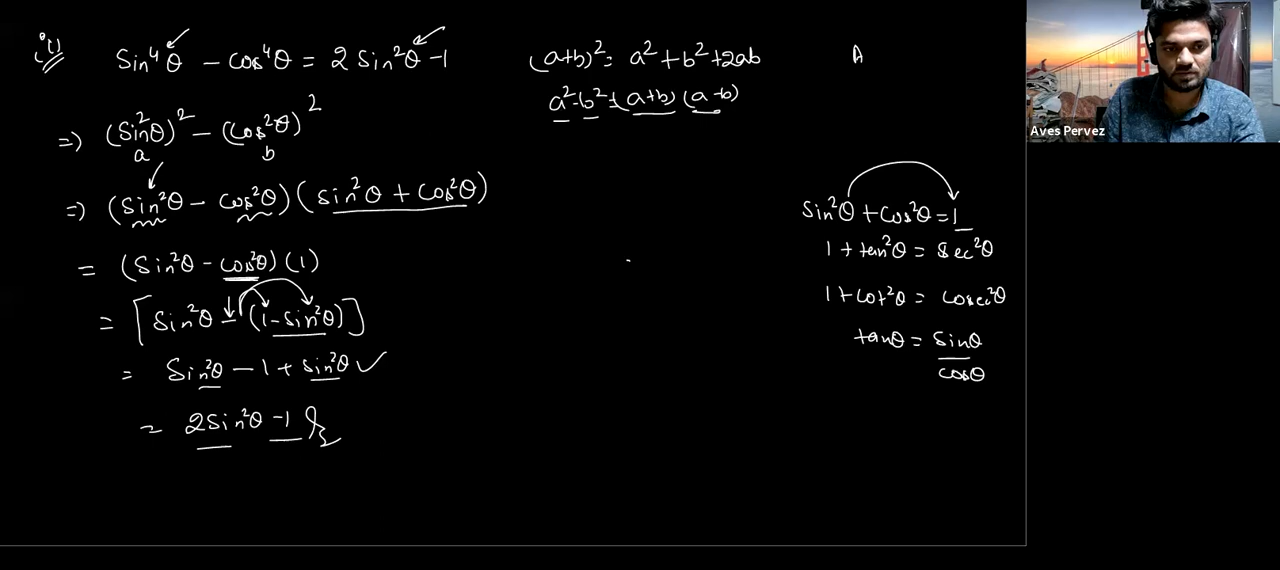 ii) Sin⁴θ − cos⁴θ = 2 Sin²θ − 1
=) (Sin²θ)² − (Cos²θ)²
a b
=) (Sin²θ − cos²θ) (sin²θ + cos²θ)
= (Sin²θ − cos²θ) (1)
= [Sin²θ − (1 − sin²θ)]
= Sin²θ − 1 + sin²θ ✓
= 2Sin²θ − 1
(a+b)² = a² + b² + 2ab
a² − b² = (a+b) (a−b)
A
Sin²θ + Cos²θ = 1
1 + tan²θ = Sec²θ
1 + cot²θ = cosec²θ
tanθ = sinθ
cosθ
Aves Pervez